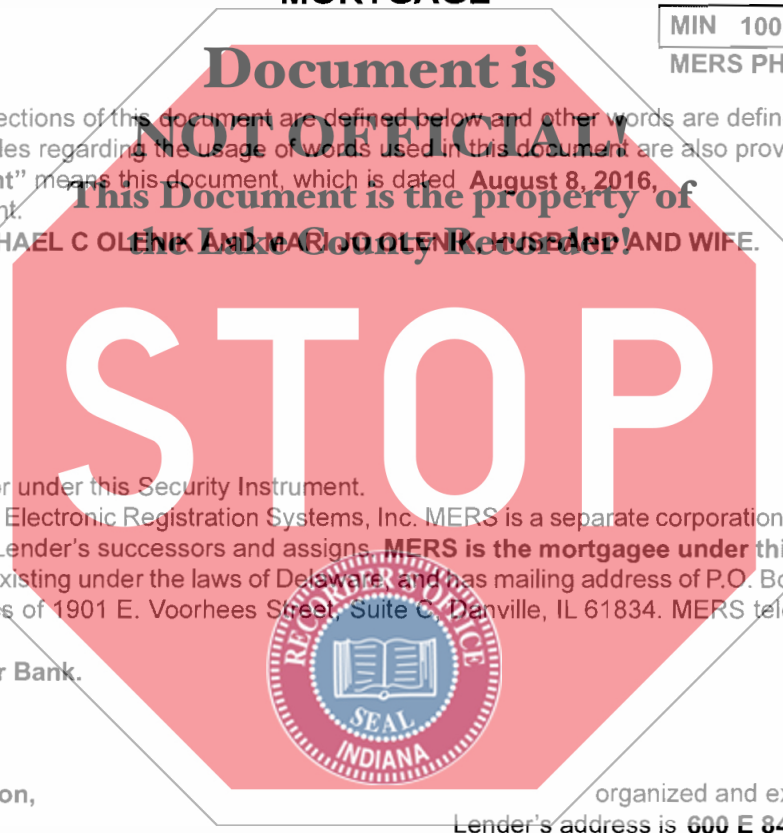 MORTGAGE
MIN 100
MERS PH
Document is
ections of this document are defined below and other words are defin
NOT OFFICIAL!
les regarding the usage of words used in this document are also prov
nt" means this document, which is dated August 8, 2016,
This Document is the property of
nt.
HAEL C OLENIK AND MARI JO OLENIK, HUSBAND AND WIFE.
the Lake County Recorder!
STOP
r under this Security Instrument.
Electronic Registration Systems, Inc. MERS is a separate corporation
Lender's successors and assigns. MERS is the mortgagee under thi
xisting under the laws of Delaware, and has mailing address of P.O. Bo
s of 1901 E. Voorhees Street, Suite C, Danville, IL 61834. MERS tel
r Bank.
RECORDER'S OFFICE
SEAL
INDIANA
on,
organized and ex
Lender's address is 600 E 84